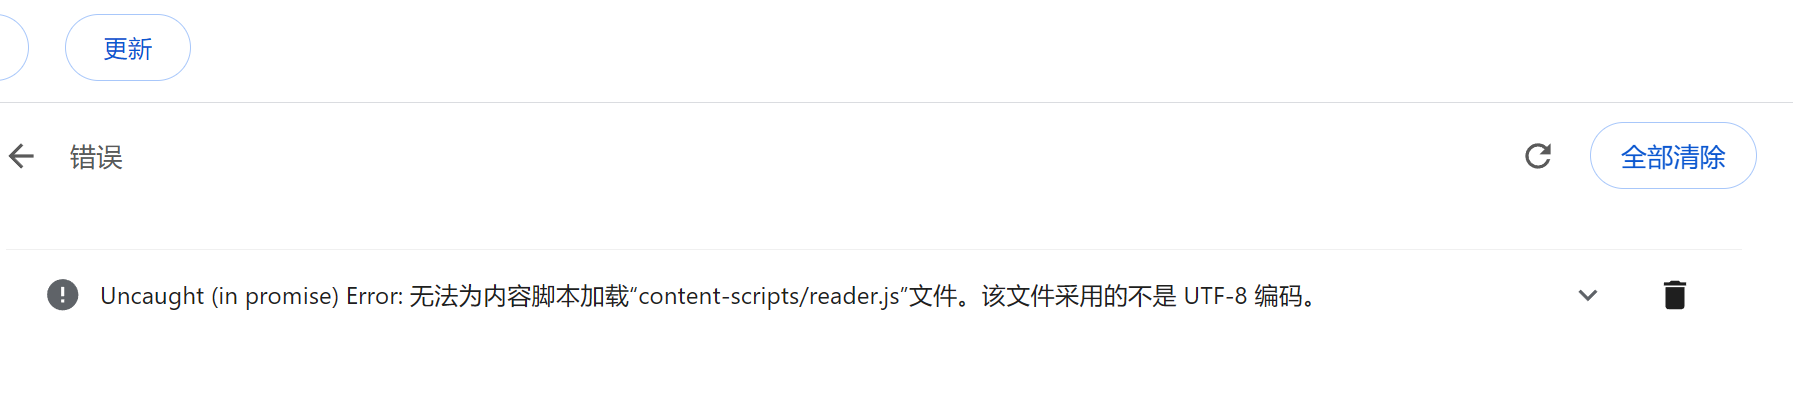 更新
错误
全部清除
Uncaught (in promise) Error: 无法为内容脚本加载“content-scripts/reader.js”文件。该文件采用的不是 UTF-8 编码。